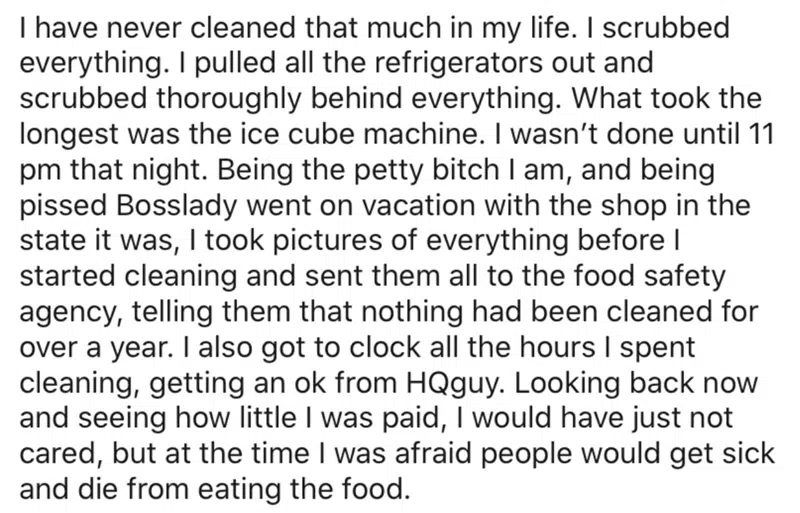 I have never cleaned that much in my life. I scrubbed
everything. I pulled all the refrigerators out and
scrubbed thoroughly behind everything. What took the
longest was the ice cube machine. I wasn’t done until 11
pm that night. Being the petty bitch I am, and being
pissed Bosslady went on vacation with the shop in the
state it was, I took pictures of everything before I
started cleaning and sent them all to the food safety
agency, telling them that nothing had been cleaned for
over a year. I also got to clock all the hours I spent
cleaning, getting an ok from HQguy. Looking back now
and seeing how little I was paid, I would have just not
cared, but at the time I was afraid people would get sick
and die from eating the food.